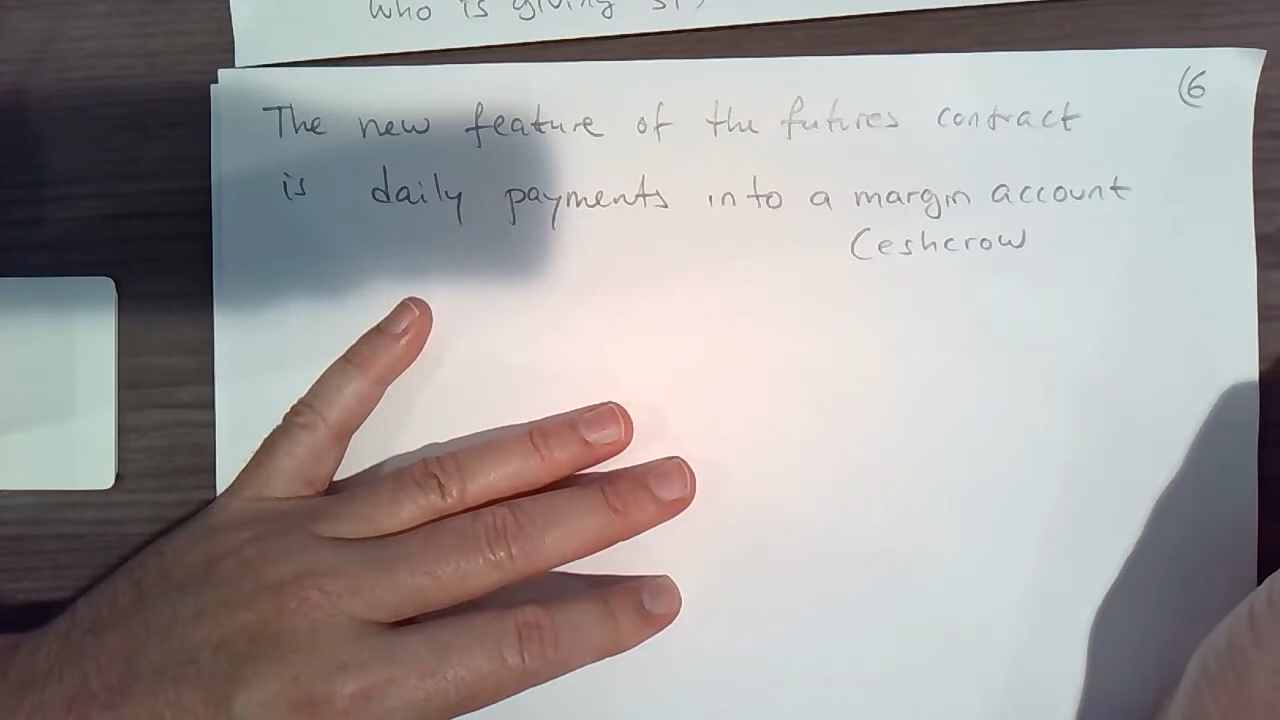 who is giving
(6
The new feature of the futures contract
is daily payments into a margin account
(eshcrow